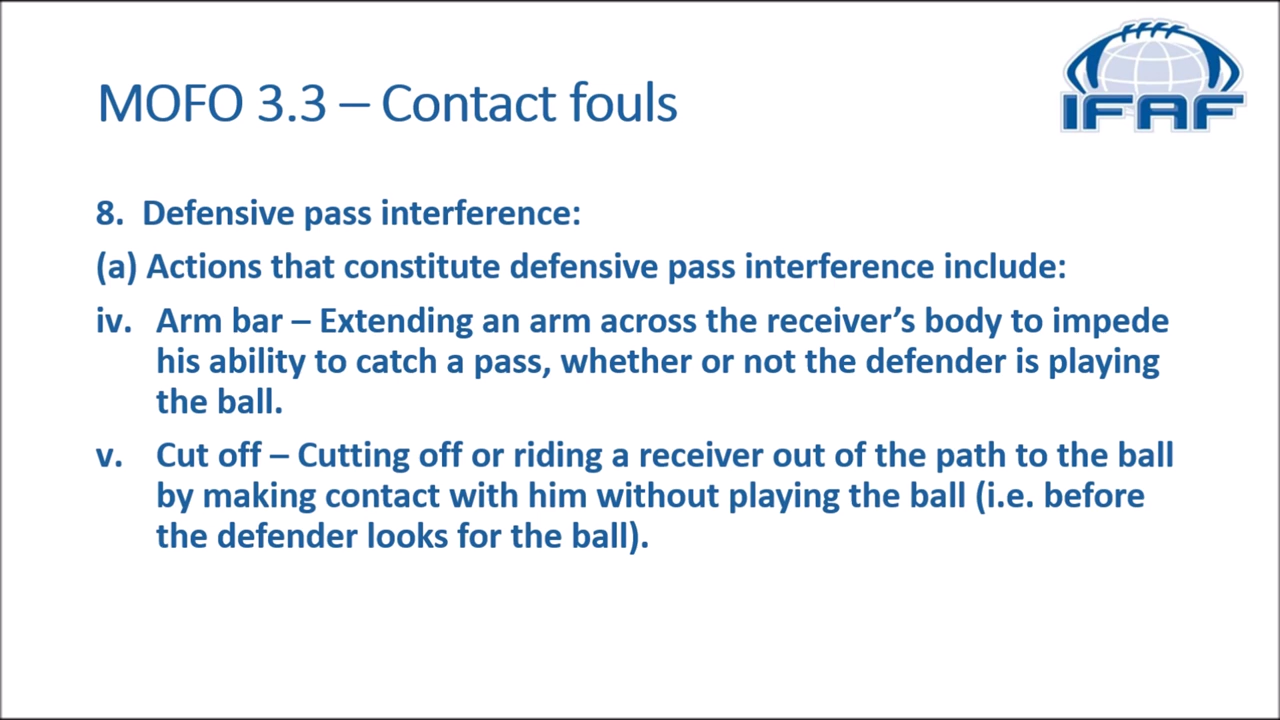 IFAF
MOFO 3.3 – Contact fouls
8. Defensive pass interference:
(a) Actions that constitute defensive pass interference include:
iv. Arm bar – Extending an arm across the receiver’s body to impede
his ability to catch a pass, whether or not the defender is playing
the ball.
v. Cut off – Cutting off or riding a receiver out of the path to the ball
by making contact with him without playing the ball (i.e. before
the defender looks for the ball).